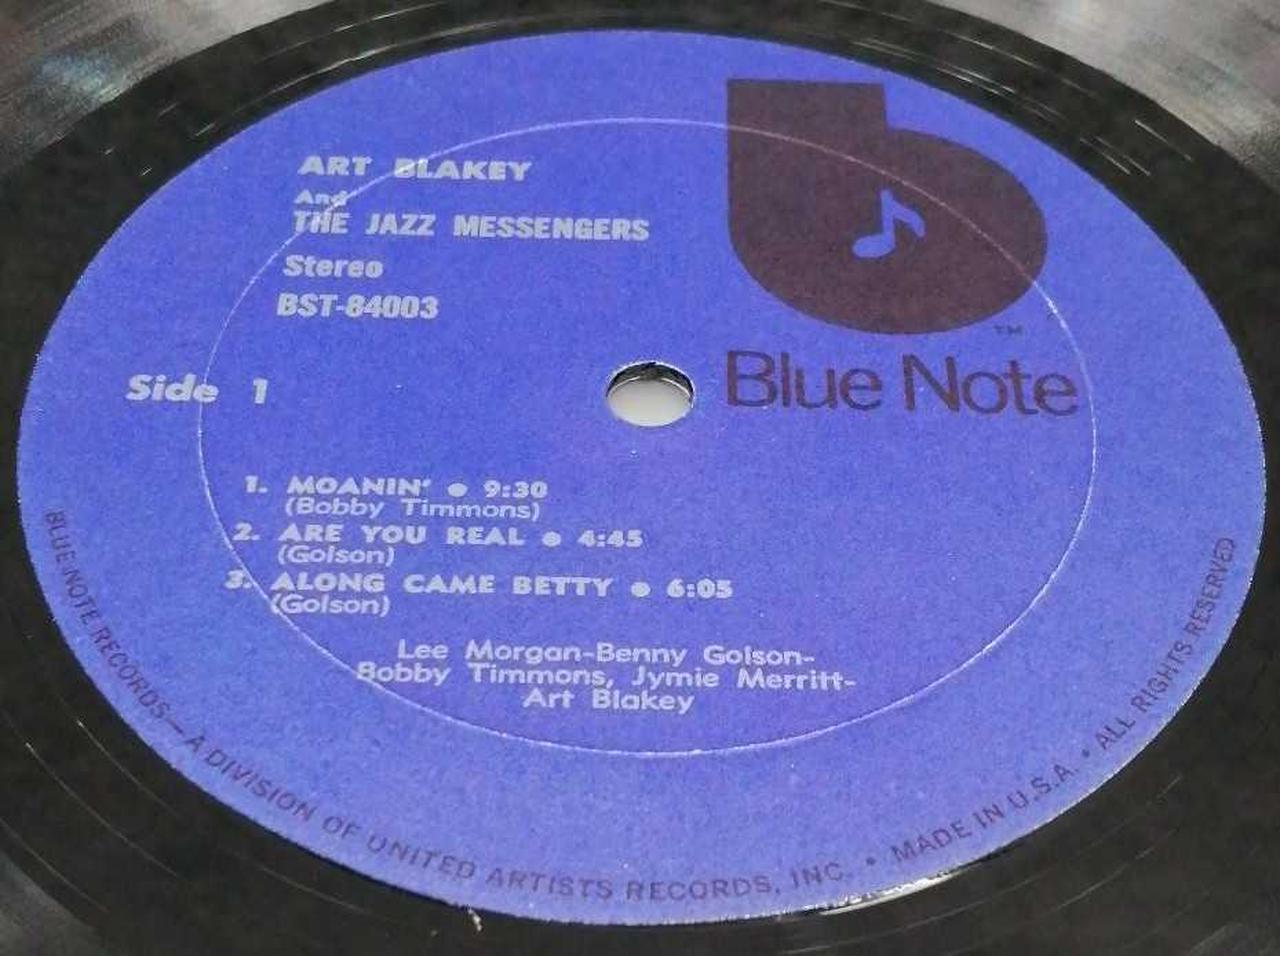 ART BLAKEY
And
THE JAZZ MESSENGERS
Stereo
BST-84003
TM
Blue Note
Side 1
1. MOANIN' • 9:30
(Bobby Timmons)
2. ARE YOU REAL • 4:45
(Golson)
3. ALONG CAME BETTY • 6:05
(Golson)
Lee Morgan-Benny Golson-
Bobby Timmons, Jymie Merritt-
Art Blakey
BLUE NOTE RECORDS—A DIVISION OF UNITED ARTISTS RECORDS, INC. • MADE IN U.S.A. • ALL RIGHTS RESERVED